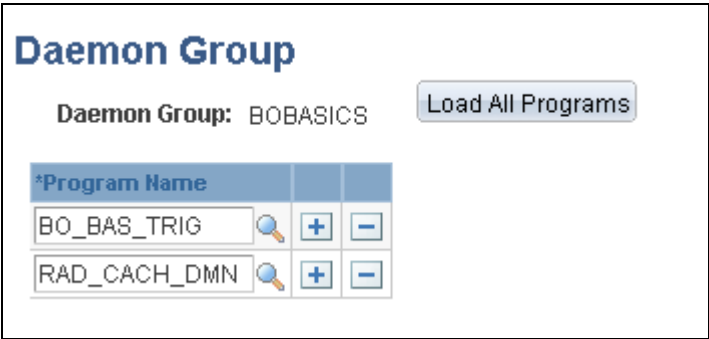 Daemon Group
Daemon Group: BOBASICS
Load All Programs
*Program Name
BO_BAS_TRIG
RAD_CACH_DMN